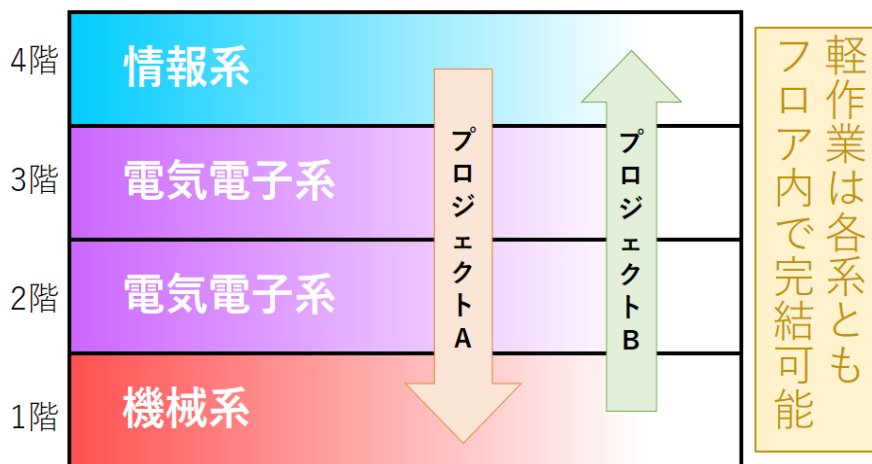 4階
情報系
3階
電気電子系
2階
電気電子系
1階
機械系
プロジェクトA
プロジェクトB
軽作業は各系とも
フロア内で完結可能